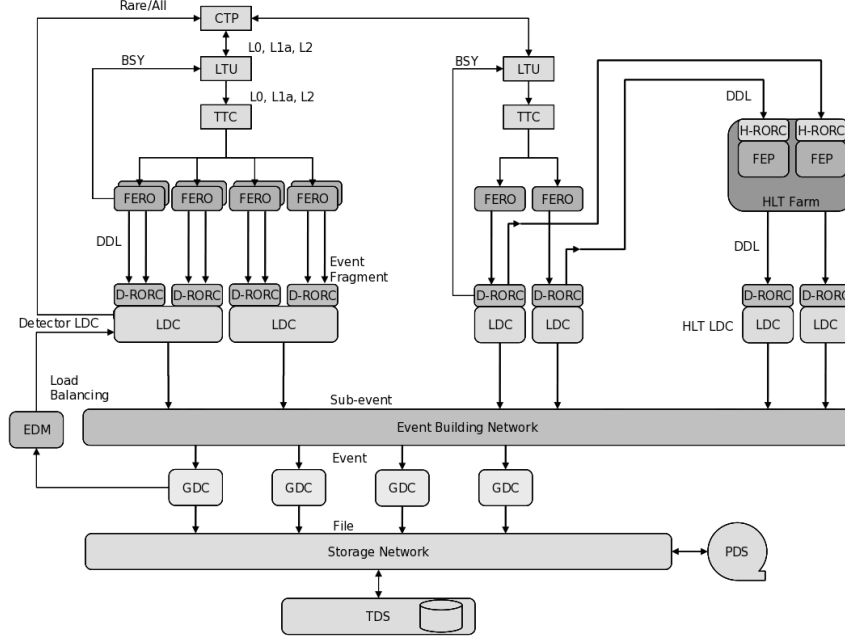 Rare/All
CTP
L0, L1a, L2
BSY
LTU
BSY
LTU
L0, L1a, L2
DDL
TTC
TTC
H-RORC
H-RORC
FEP
FEP
FERO
FERO
FERO
FERO
FERO
FERO
HLT Farm
DDL
DDL
Event
Fragment
D-RORC
D-RORC
D-RORC
D-RORC
D-RORC
D-RORC
D-RORC
D-RORC
Detector LDC
LDC
LDC
LDC
LDC
HLT LDC
LDC
LDC
Load
Balancing
Sub-event
EDM
Event Building Network
Event
GDC
GDC
GDC
GDC
File
Storage Network
PDS
TDS